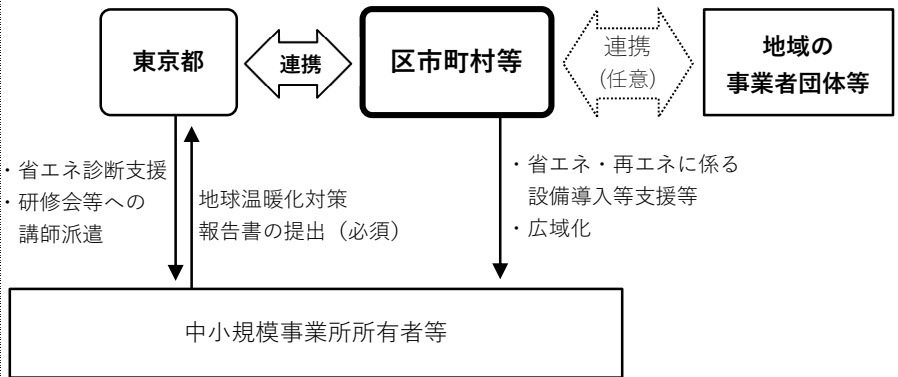 東京都
連携
区市町村等
連携
(任意)
地域の
事業者団体等
・省エネ診断支援
・研修会等への
講師派遣
地球温暖化対策
報告書の提出（必須）
・省エネ・再エネに係る
設備導入等支援等
・広域化
中小規模事業所所有者等